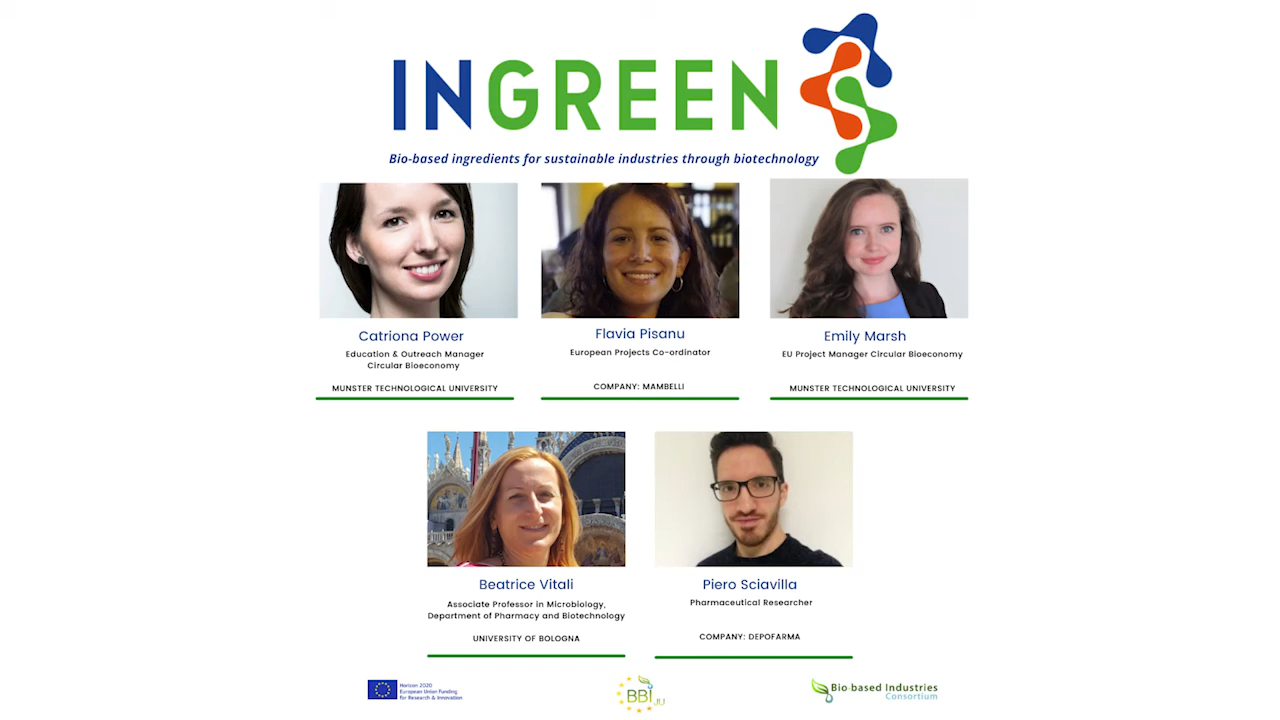 INGREEN
Bio-based ingredients for sustainable industries through biotechnology
Catriona Power
Education & Outreach Manager
Circular Bioeconomy
MUNSTER TECHNOLOGICAL UNIVERSITY
Flavia Pisanu
European Projects Co-ordinator
COMPANY: MAMBELLI
Emily Marsh
EU Project Manager Circular Bioeconomy
MUNSTER TECHNOLOGICAL UNIVERSITY
Beatrice Vitali
Associate Professor in Microbiology,
Department of Pharmacy and Biotechnology
UNIVERSITY OF BOLOGNA
Piero Sciavilla
Pharmaceutical Researcher
COMPANY: DEPOFARMA
Horizon 2020
European Union Funding
for Research & Innovation
BBI JU
Bio-based Industries
Consortium